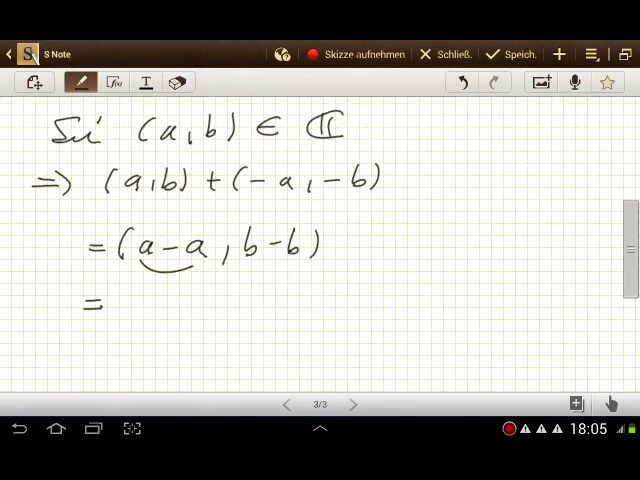 S Note
Skizze aufnehmen
Schließ.
Speich.
f(x)
T
Sei (a,b) ∈ ℂ
=> (a,b) + (-a, -b)
= (a-a, b-b)
=
3/3
18:05